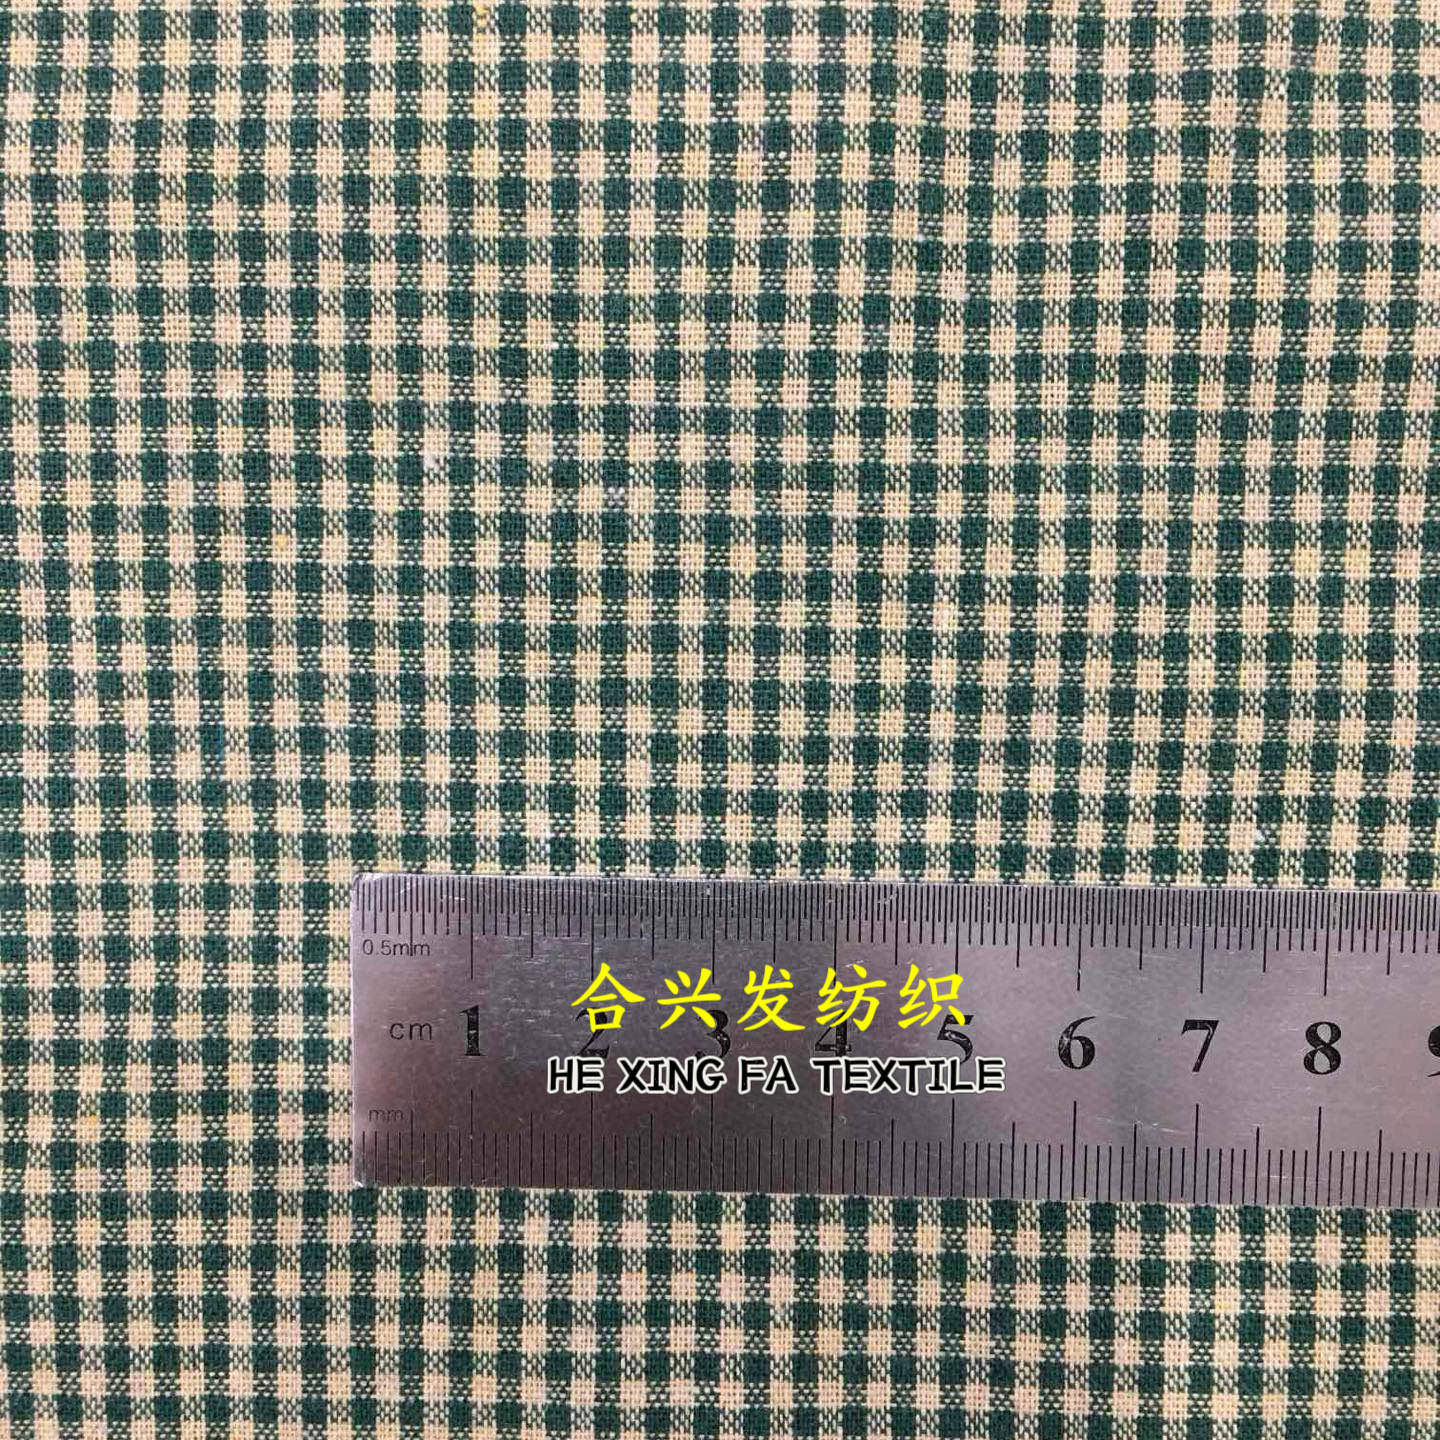 0.5mm
合兴发纺织
cm 1 2 3 4 5 6 7 8 9
HE XING FA TEXTILE
mm